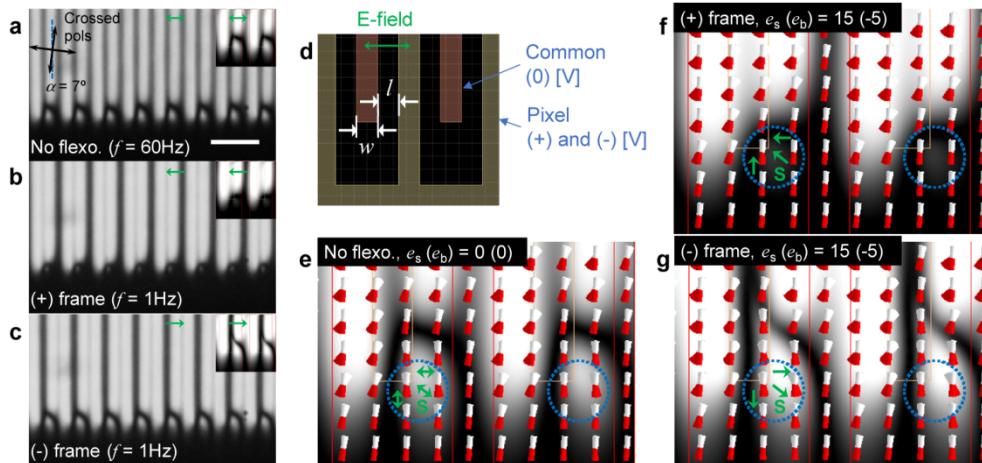 a
Crossed
pols
α = 7º
No flexo. (f = 60Hz)
b
(+) frame (f = 1Hz)
c
(-) frame (f = 1Hz)
E-field
d
l
w
Common
(0) [V]
Pixel
(+) and (-) [V]
e
No flexo., es (eb) = 0 (0)
S
f
(+) frame, es (eb) = 15 (-5)
S
g
(-) frame, es (eb) = 15 (-5)
S